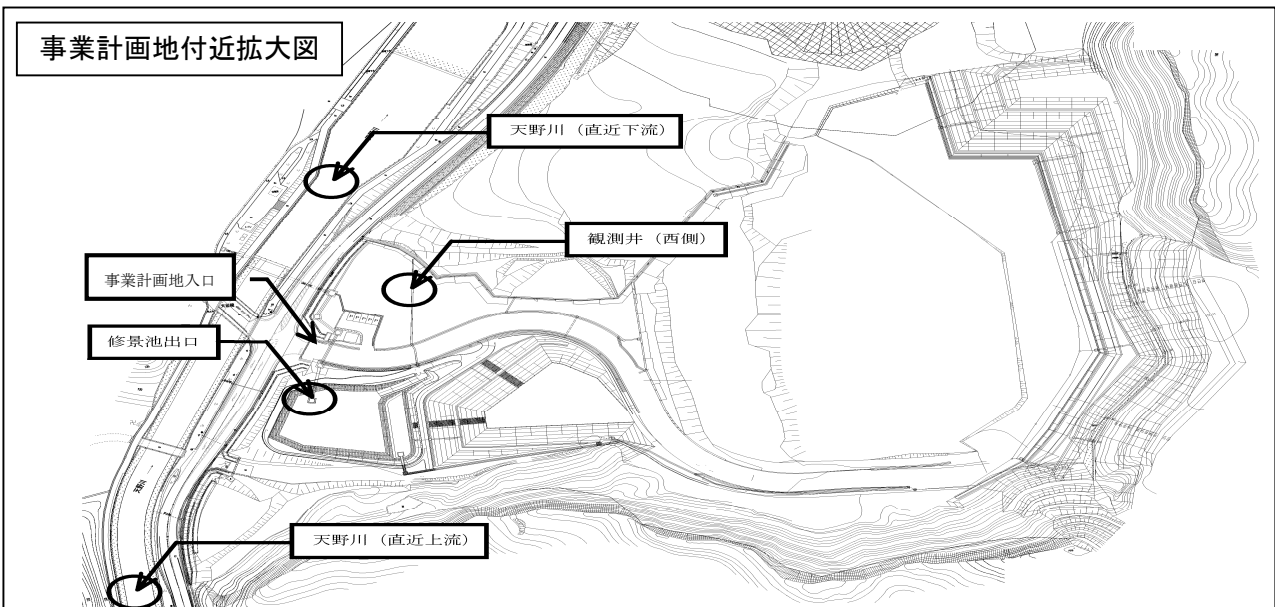 事業計画地付近拡大図
天野川（直近下流）
観測井（西側）
事業計画地入口
修景池出口
天野川（直近上流）